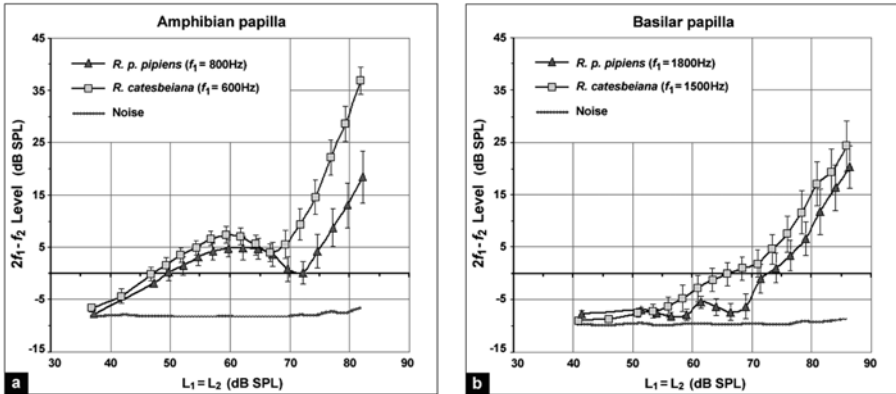 Amphibian papilla
45
35
25
15
5
-5
-15
2f1- f2 Level (dB SPL)
R. p. pipiens (f1 = 800Hz)
R. catesbeiana (f1 = 600Hz)
Noise
30 40 50 60 70 80 90
L1 = L2 (dB SPL)
a
Basilar papilla
45
35
25
15
5
-5
-15
2f1- f2 Level (dB SPL)
R. p. pipiens (f1 = 1800Hz)
R. catesbeiana (f1 = 1500Hz)
Noise
30 40 50 60 70 80 90
L1 = L2 (dB SPL)
b